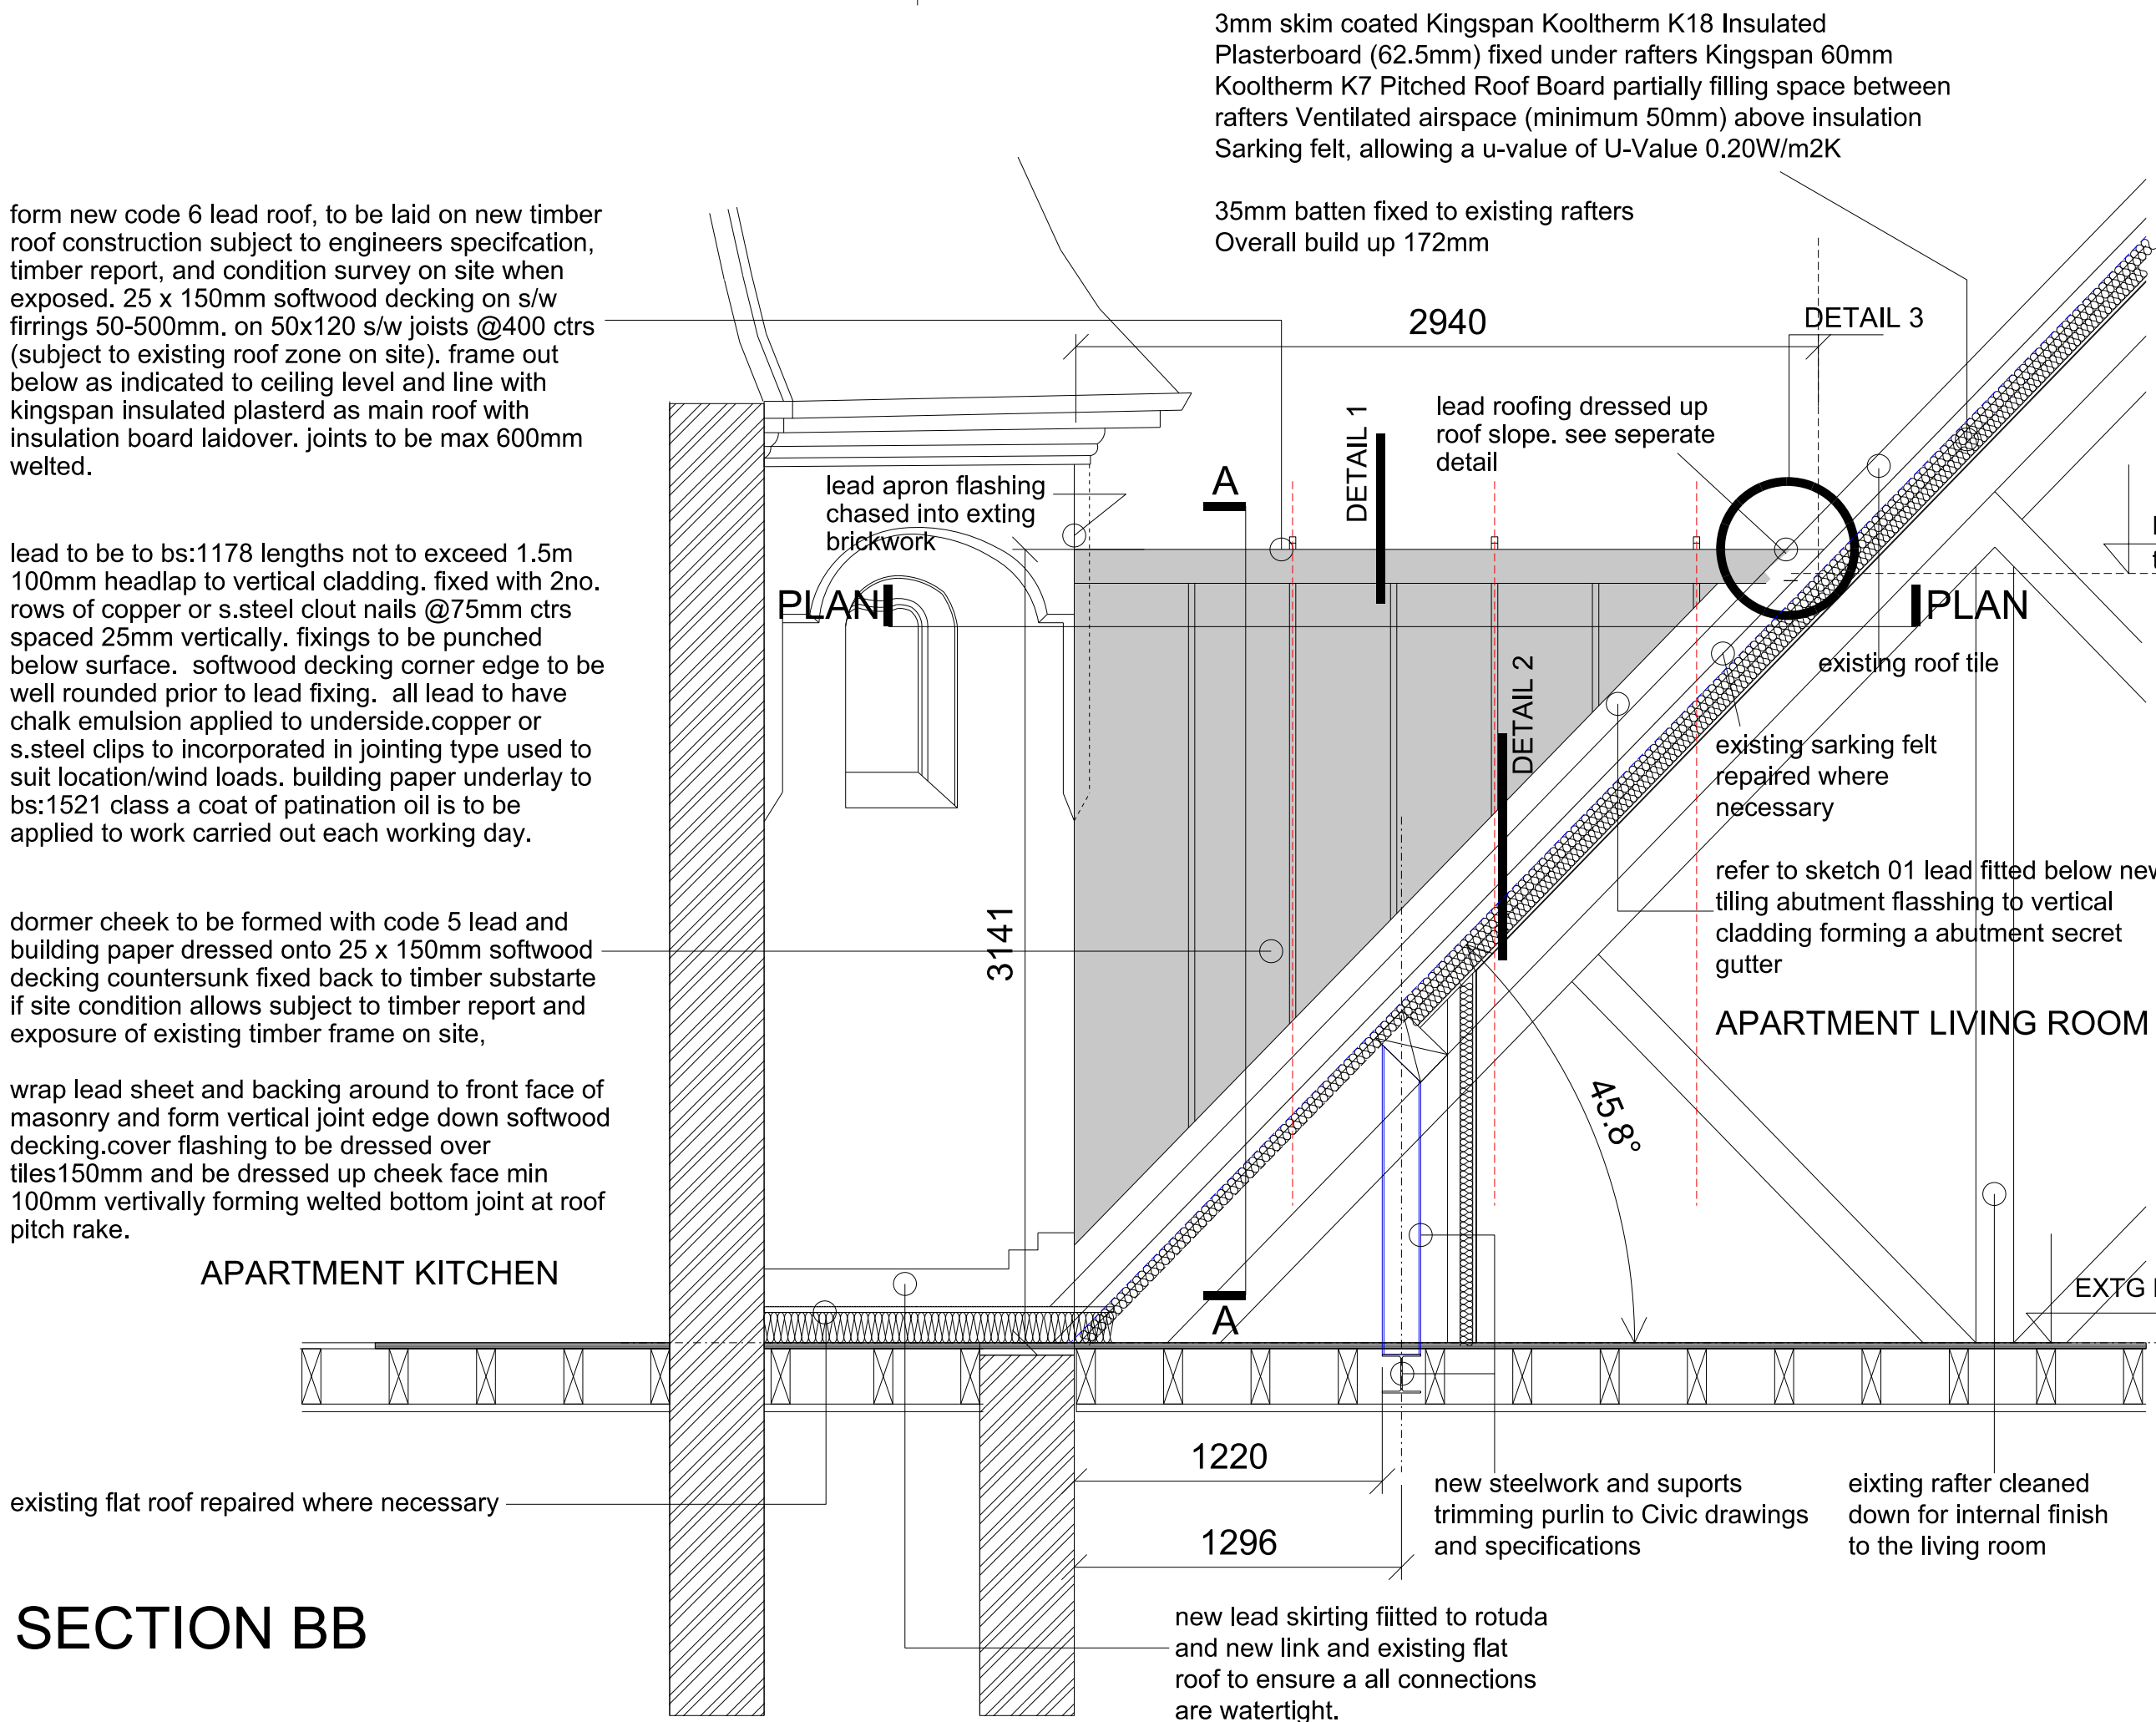 3mm skim coated Kingspan Kooltherm K18 Insulated
Plasterboard (62.5mm) fixed under rafters Kingspan 60mm
Kooltherm K7 Pitched Roof Board partially filling space between
rafters Ventilated airspace (minimum 50mm) above insulation
Sarking felt, allowing a u-value of U-Value 0.20W/m2K
35mm batten fixed to existing rafters
Overall build up 172mm
form new code 6 lead roof, to be laid on new timber
roof construction subject to engineers specifcation,
timber report, and condition survey on site when
exposed. 25 x 150mm softwood decking on s/w
firrings 50-500mm. on 50x120 s/w joists @400 ctrs
(subject to existing roof zone on site). frame out
below as indicated to ceiling level and line with
kingspan insulated plasterd as main roof with
insulation board laidover. joints to be max 600mm
welted.
lead to be to bs:1178 lengths not to exceed 1.5m
100mm headlap to vertical cladding. fixed with 2no.
rows of copper or s.steel clout nails @75mm ctrs
spaced 25mm vertically. fixings to be punched
below surface.  softwood decking corner edge to be
well rounded prior to lead fixing.  all lead to have
chalk emulsion applied to underside.copper or
s.steel clips to incorporated in jointing type used to
suit location/wind loads. building paper underlay to
bs:1521 class a coat of patination oil is to be
applied to work carried out each working day.
dormer cheek to be formed with code 5 lead and
building paper dressed onto 25 x 150mm softwood
decking countersunk fixed back to timber substarte
if site condition allows subject to timber report and
exposure of existing timber frame on site,
wrap lead sheet and backing around to front face of
masonry and form vertical joint edge down softwood
decking.cover flashing to be dressed over
tiles150mm and be dressed up cheek face min
100mm vertivally forming welted bottom joint at roof
pitch rake.
APARTMENT KITCHEN
2940
DETAIL 3
DETAIL 1
lead roofing dressed up
roof slope. see seperate
detail
A
lead apron flashing
chased into exting
brickwork
PLAN
PLAN
existing roof tile
DETAIL 2
existing sarking felt
repaired where
necessary
refer to sketch 01 lead fitted below new
tiling abutment flasshing to vertical
cladding forming a abutment secret
gutter
3141
APARTMENT LIVING ROOM
45.8°
EXTG
A
1220
1296
existing flat roof repaired where necessary
new steelwork and suports
trimming purlin to Civic drawings
and specifications
eixting rafter cleaned
down for internal finish
to the living room
SECTION BB
new lead skirting fiitted to rotuda
and new link and existing flat
roof to ensure a all connections
are watertight.